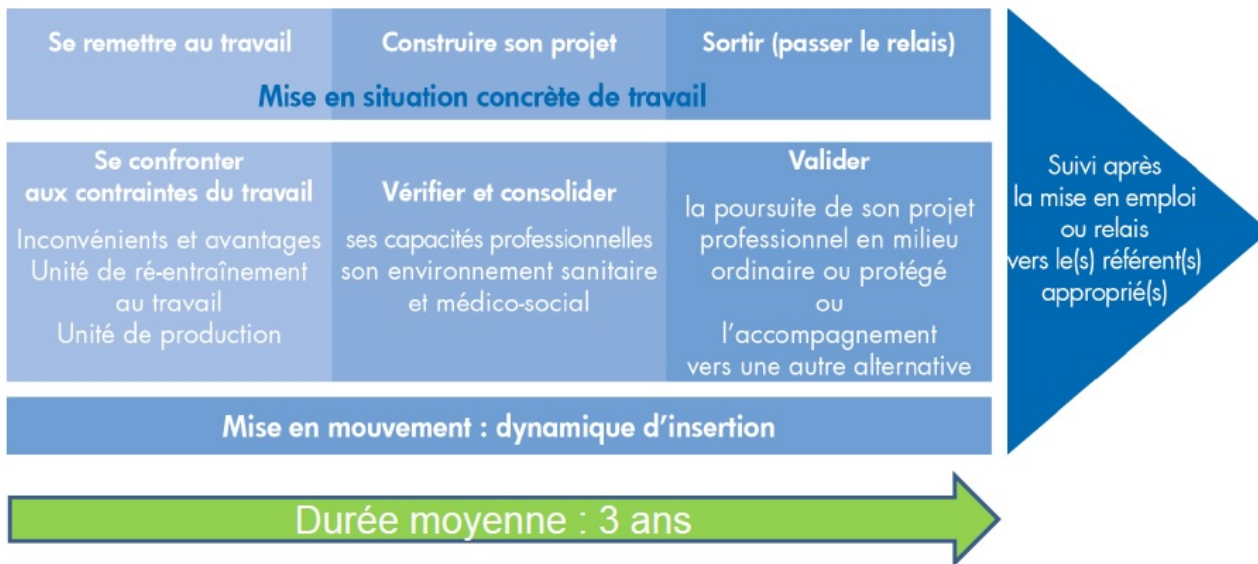 Se remettre au travail
Construire son projet
Sortir (passer le relais)
Mise en situation concrète de travail
Se confronter
aux contraintes du travail
Inconvénients et avantages
Unité de ré-entraînement
au travail
Unité de production
Vérifier et consolider
ses capacités professionnelles
son environnement sanitaire
et médico-social
Valider
la poursuite de son projet
professionnel en milieu
ordinaire ou protégé
ou
l’accompagnement
vers une autre alternative
Suivi après
la mise en emploi
ou relais
vers le(s) référent(s)
approprié(s)
Mise en mouvement : dynamique d’insertion
Durée moyenne : 3 ans